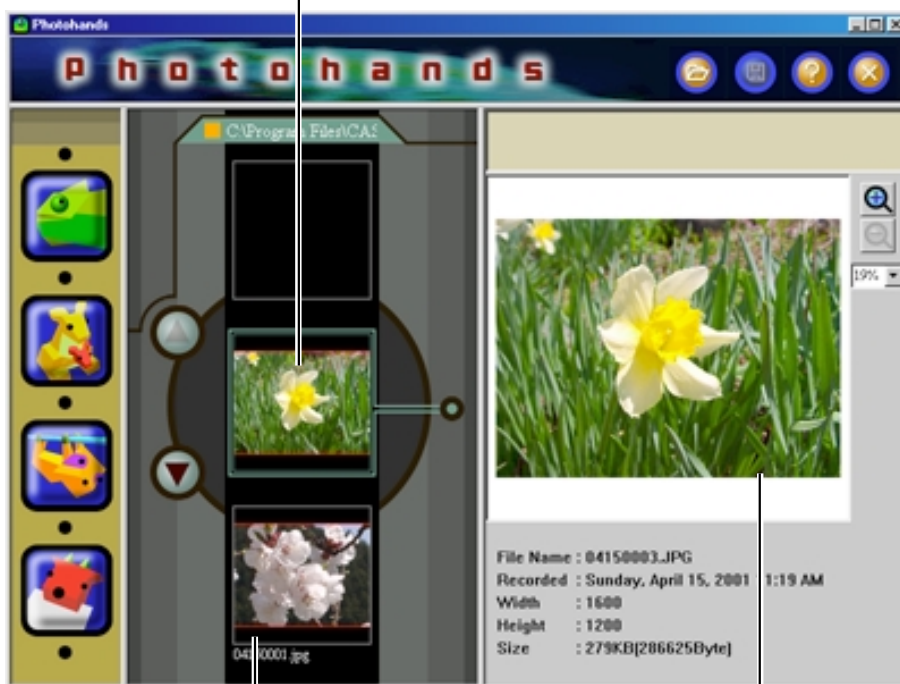 Photohands
Photohands
C:\Program Files\CAS
19%
File Name : 04150003.JPG
Recorded : Sunday, April 15, 2001 1:19 AM
Width : 1600
Height : 1200
Size : 279KB[286625Byte]
04150001.jpg